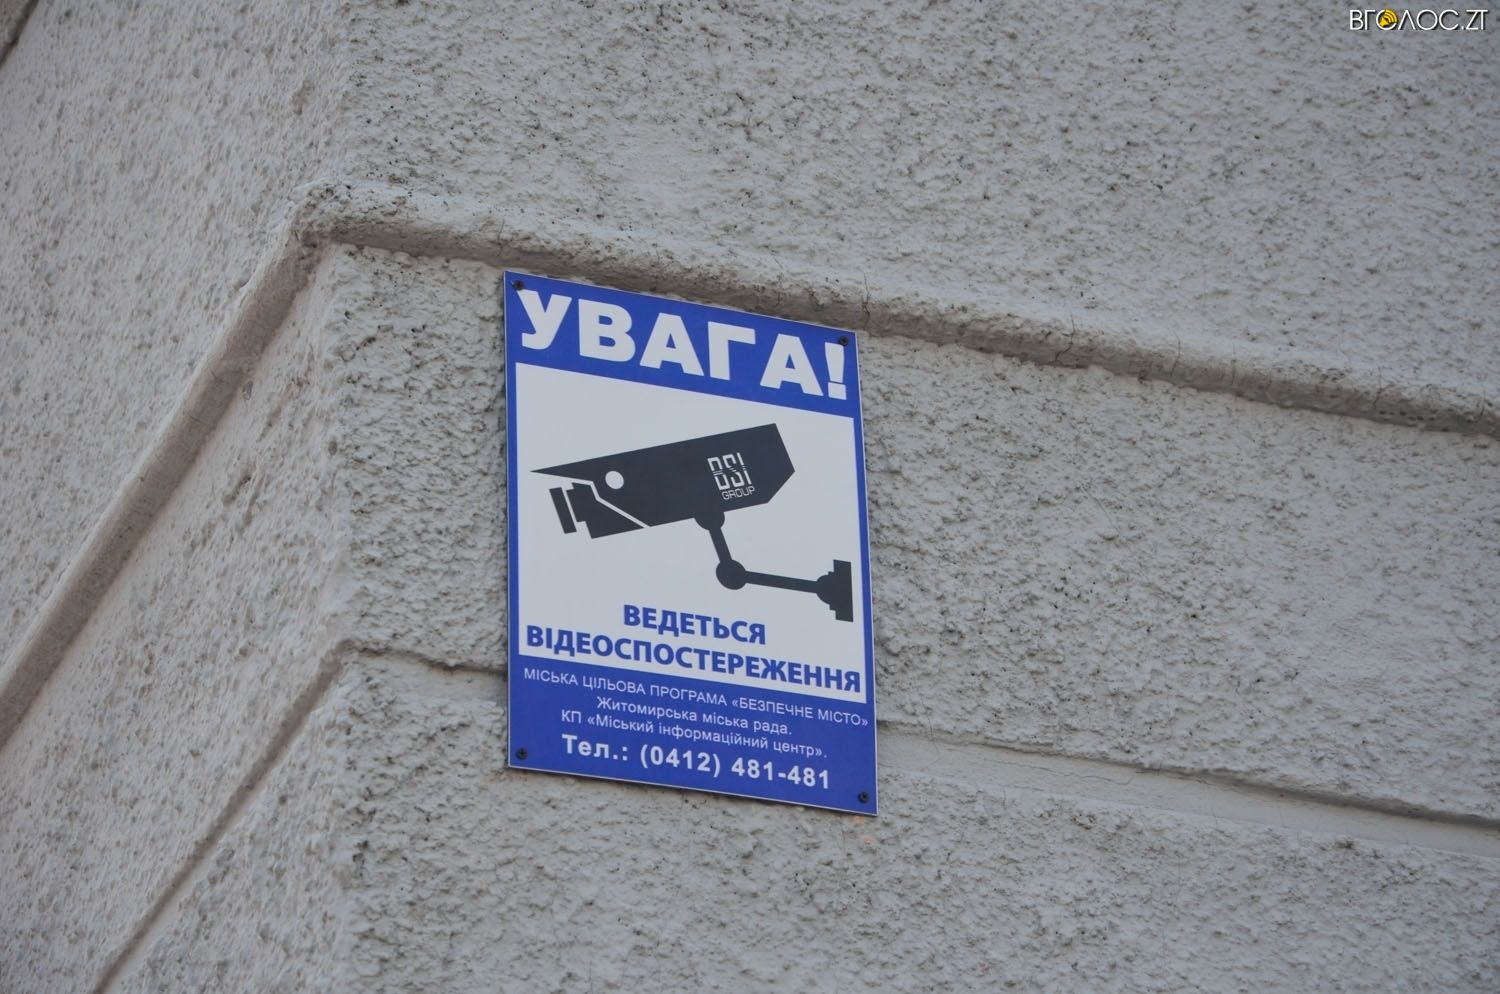 ВГОЛОС.ZT
УВАГА!
BSI
GROUP
ВЕДЕТЬСЯ
ВІДЕОСПОСТЕРЕЖЕННЯ
МІСЬКА ЦІЛЬОВА ПРОГРАМА «БЕЗПЕЧНЕ МІСТО»
Житомирська міська рада.
КП «Міський інформаційний центр».
Тел.: (0412) 481-481